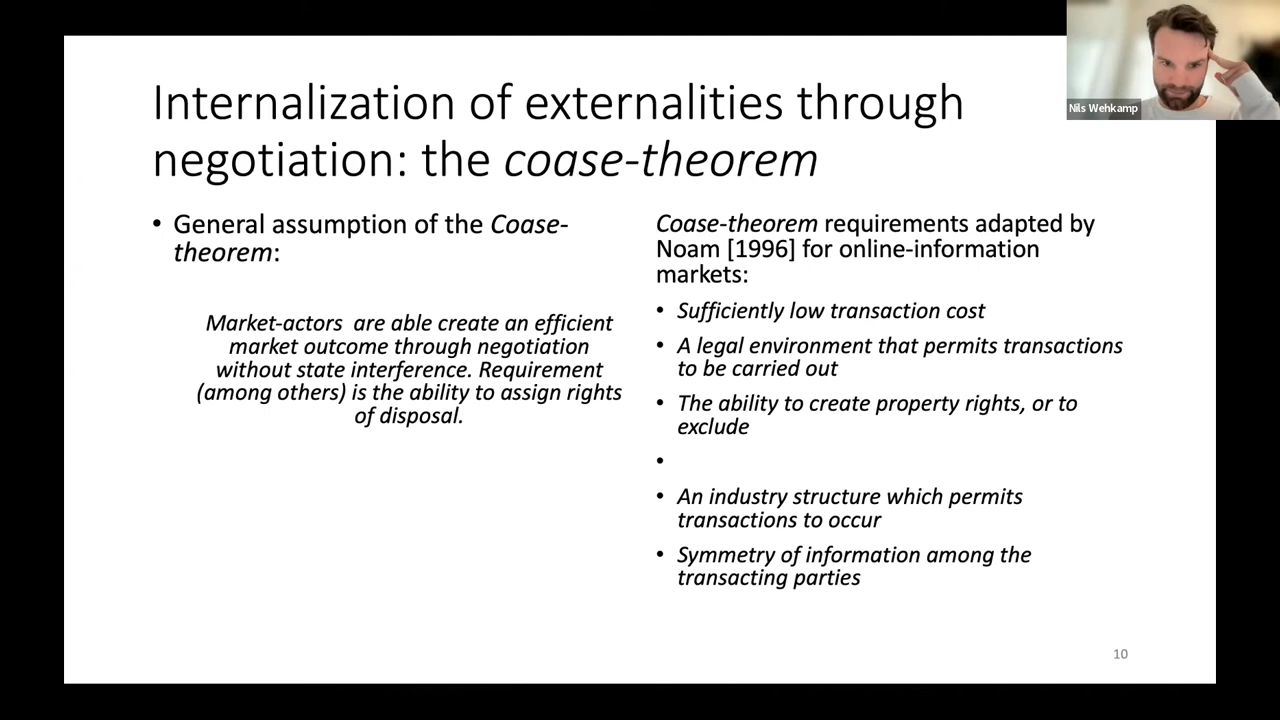 Internalization of externalities through
negotiation: the coase-theorem
• General assumption of the Coase-
theorem:
Market-actors are able create an efficient
market outcome through negotiation
without state interference. Requirement
(among others) is the ability to assign rights
of disposal.
Coase-theorem requirements adapted by
Noam [1996] for online-information
markets:
• Sufficiently low transaction cost
• A legal environment that permits transactions
to be carried out
• The ability to create property rights, or to
exclude
•
• An industry structure which permits
transactions to occur
• Symmetry of information among the
transacting parties
10
Nils Wehkamp